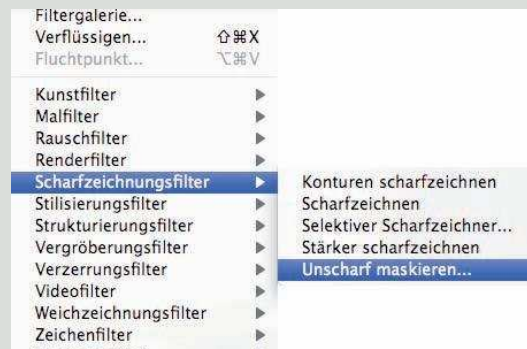 Filtergalerie...
Verflüssigen... ⇧⌘X
Fluchtpunkt... ⌥⌘V
Kunstfilter
Malfilter
Rauschfilter
Renderfilter
Scharfzeichnungsfilter
Stilisierungsfilter
Strukturierungsfilter
Vergröberungsfilter
Verzerrungsfilter
Videofilter
Weichzeichnungsfilter
Zeichenfilter
Konturen scharfzeichnen
Scharfzeichnen
Selektiver Scharfzeichner...
Stärker scharfzeichnen
Unscharf maskieren...